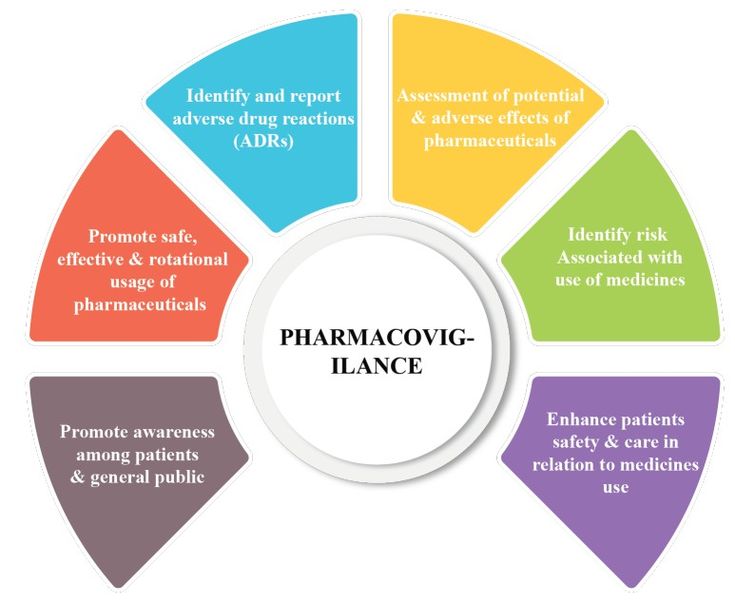 Identify and report
adverse drug reactions
(ADRs)
Assessment of potential
& adverse effects of
pharmaceuticals
Promote safe,
effective & rotational
usage of
pharmaceuticals
Identify risk
Associated with
use of medicines
PHARMACOVIG-
ILANCE
Promote awareness
among patients
& general public
Enhance patients
safety & care in
relation to medicines
use